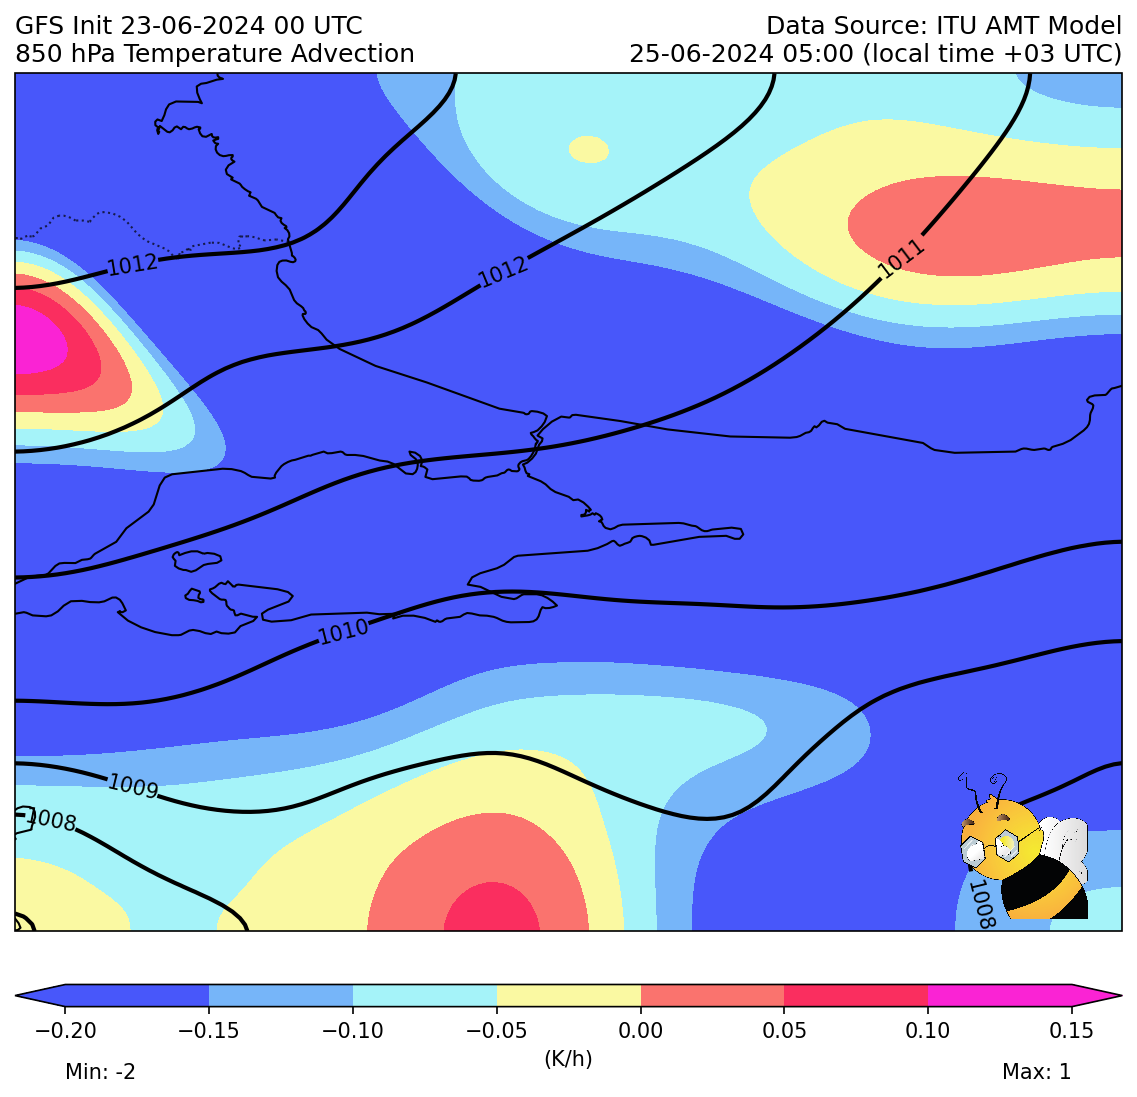 GFS Init 23-06-2024 00 UTC
Data Source: ITU AMT Model
850 hPa Temperature Advection
25-06-2024 05:00 (local time +03 UTC)
1012
1012
1011
1010
1009
1008
1008
−0.20 −0.15 −0.10 −0.05 0.00 0.05 0.10 0.15
(K/h)
Min: -2
Max: 1